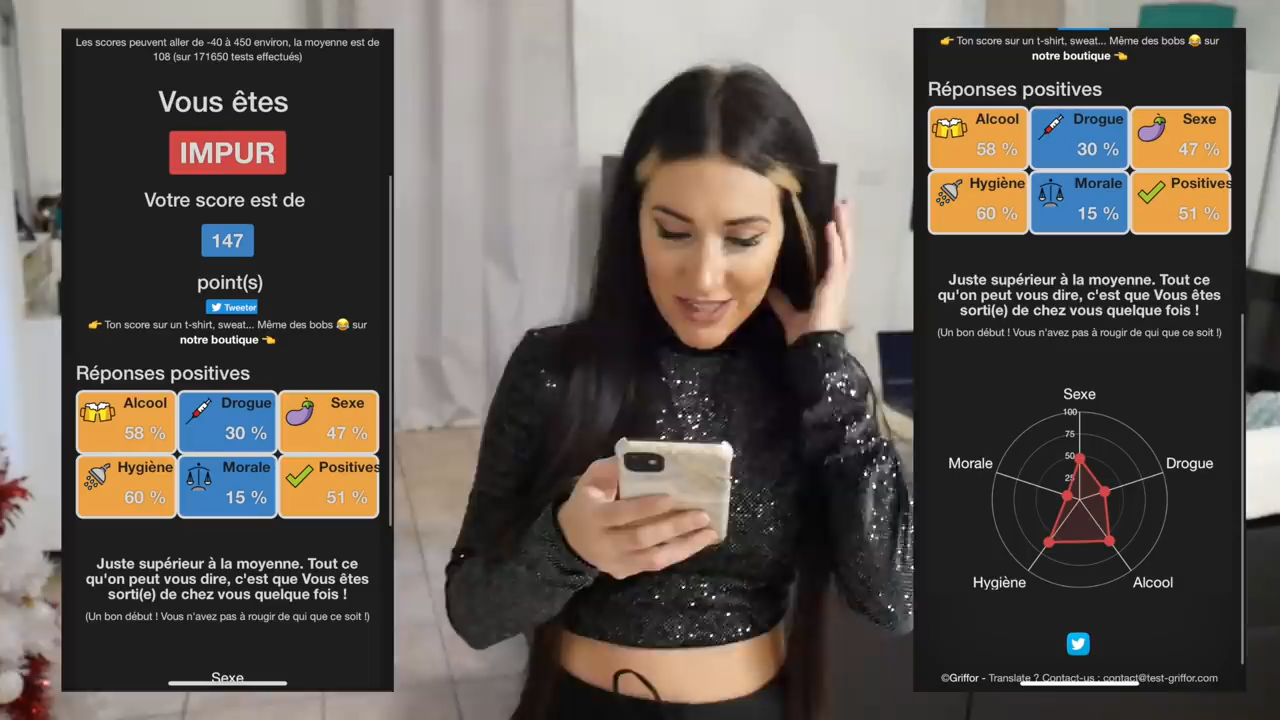 Les scores peuvent aller de -40 à 450 environ, la moyenne est de
108 (sur 171650 tests effectués)
Vous êtes
IMPUR
Votre score est de
147
point(s)
Tweeter
👉 Ton score sur un t-shirt, sweat... Même des bobs 😂 sur
notre boutique 👈
Réponses positives
Alcool
58 %
Drogue
30 %
Sexe
47 %
Hygiène
60 %
Morale
15 %
Positives
51 %
Juste supérieur à la moyenne. Tout ce
qu'on peut vous dire, c'est que Vous êtes
sorti(e) de chez vous quelque fois !
(Un bon début ! Vous n'avez pas à rougir de qui que ce soit !)
Sexe
👉 Ton score sur un t-shirt, sweat... Même des bobs 😂 sur
notre boutique 👈
Réponses positives
Alcool
58 %
Drogue
30 %
Sexe
47 %
Hygiène
60 %
Morale
15 %
Positives
51 %
Juste supérieur à la moyenne. Tout ce
qu'on peut vous dire, c'est que Vous êtes
sorti(e) de chez vous quelque fois !
(Un bon début ! Vous n'avez pas à rougir de qui que ce soit !)
Sexe
100
75
50
25
Morale
Drogue
Hygiène
Alcool
©Griffor - Translate ? Contact-us : contact@test-griffor.com